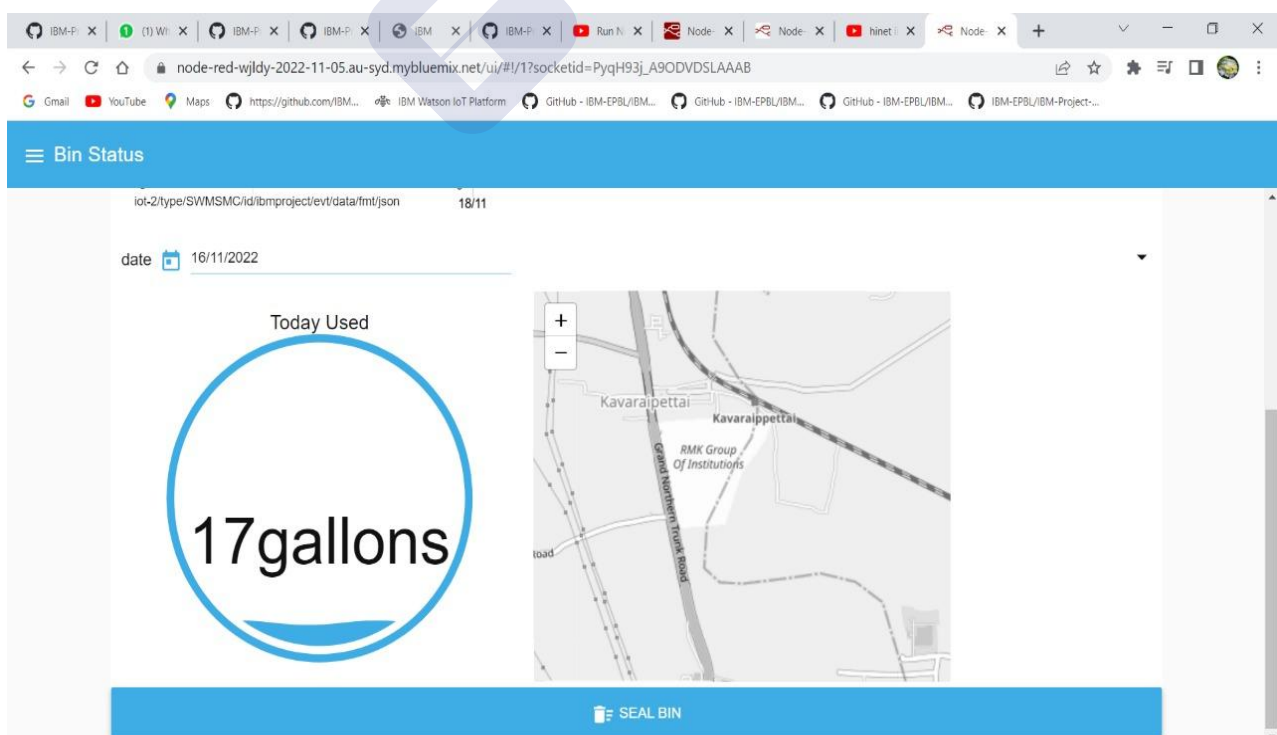 IBM-P (1) W IBM-P IBM-P IBM IBM-P Run N Node- Node- hinet Node-
node-red-wjldy-2022-11-05.au-syd.mybluemix.net/ui/#!/1?socketid=PyqH93j_A9ODVDSLAAAB
Gmail YouTube Maps https://github.com/IBM... IBM Watson IoT Platform GitHub - IBM-EPBL/IBM... GitHub - IBM-EPBL/IBM... GitHub - IBM-EPBL/IBM... IBM-EPBL/IBM-Project-...
Bin Status
iot-2/type/SWMSMC/id/ibmproject/evt/data/fmt/json 18/11
date 16/11/2022
Today Used
17gallons
+
−
Kavaraipettai
Kavaraippettai
RMK Group
Of Institutions
Grand Northern Trunk Road
Road
SEAL BIN